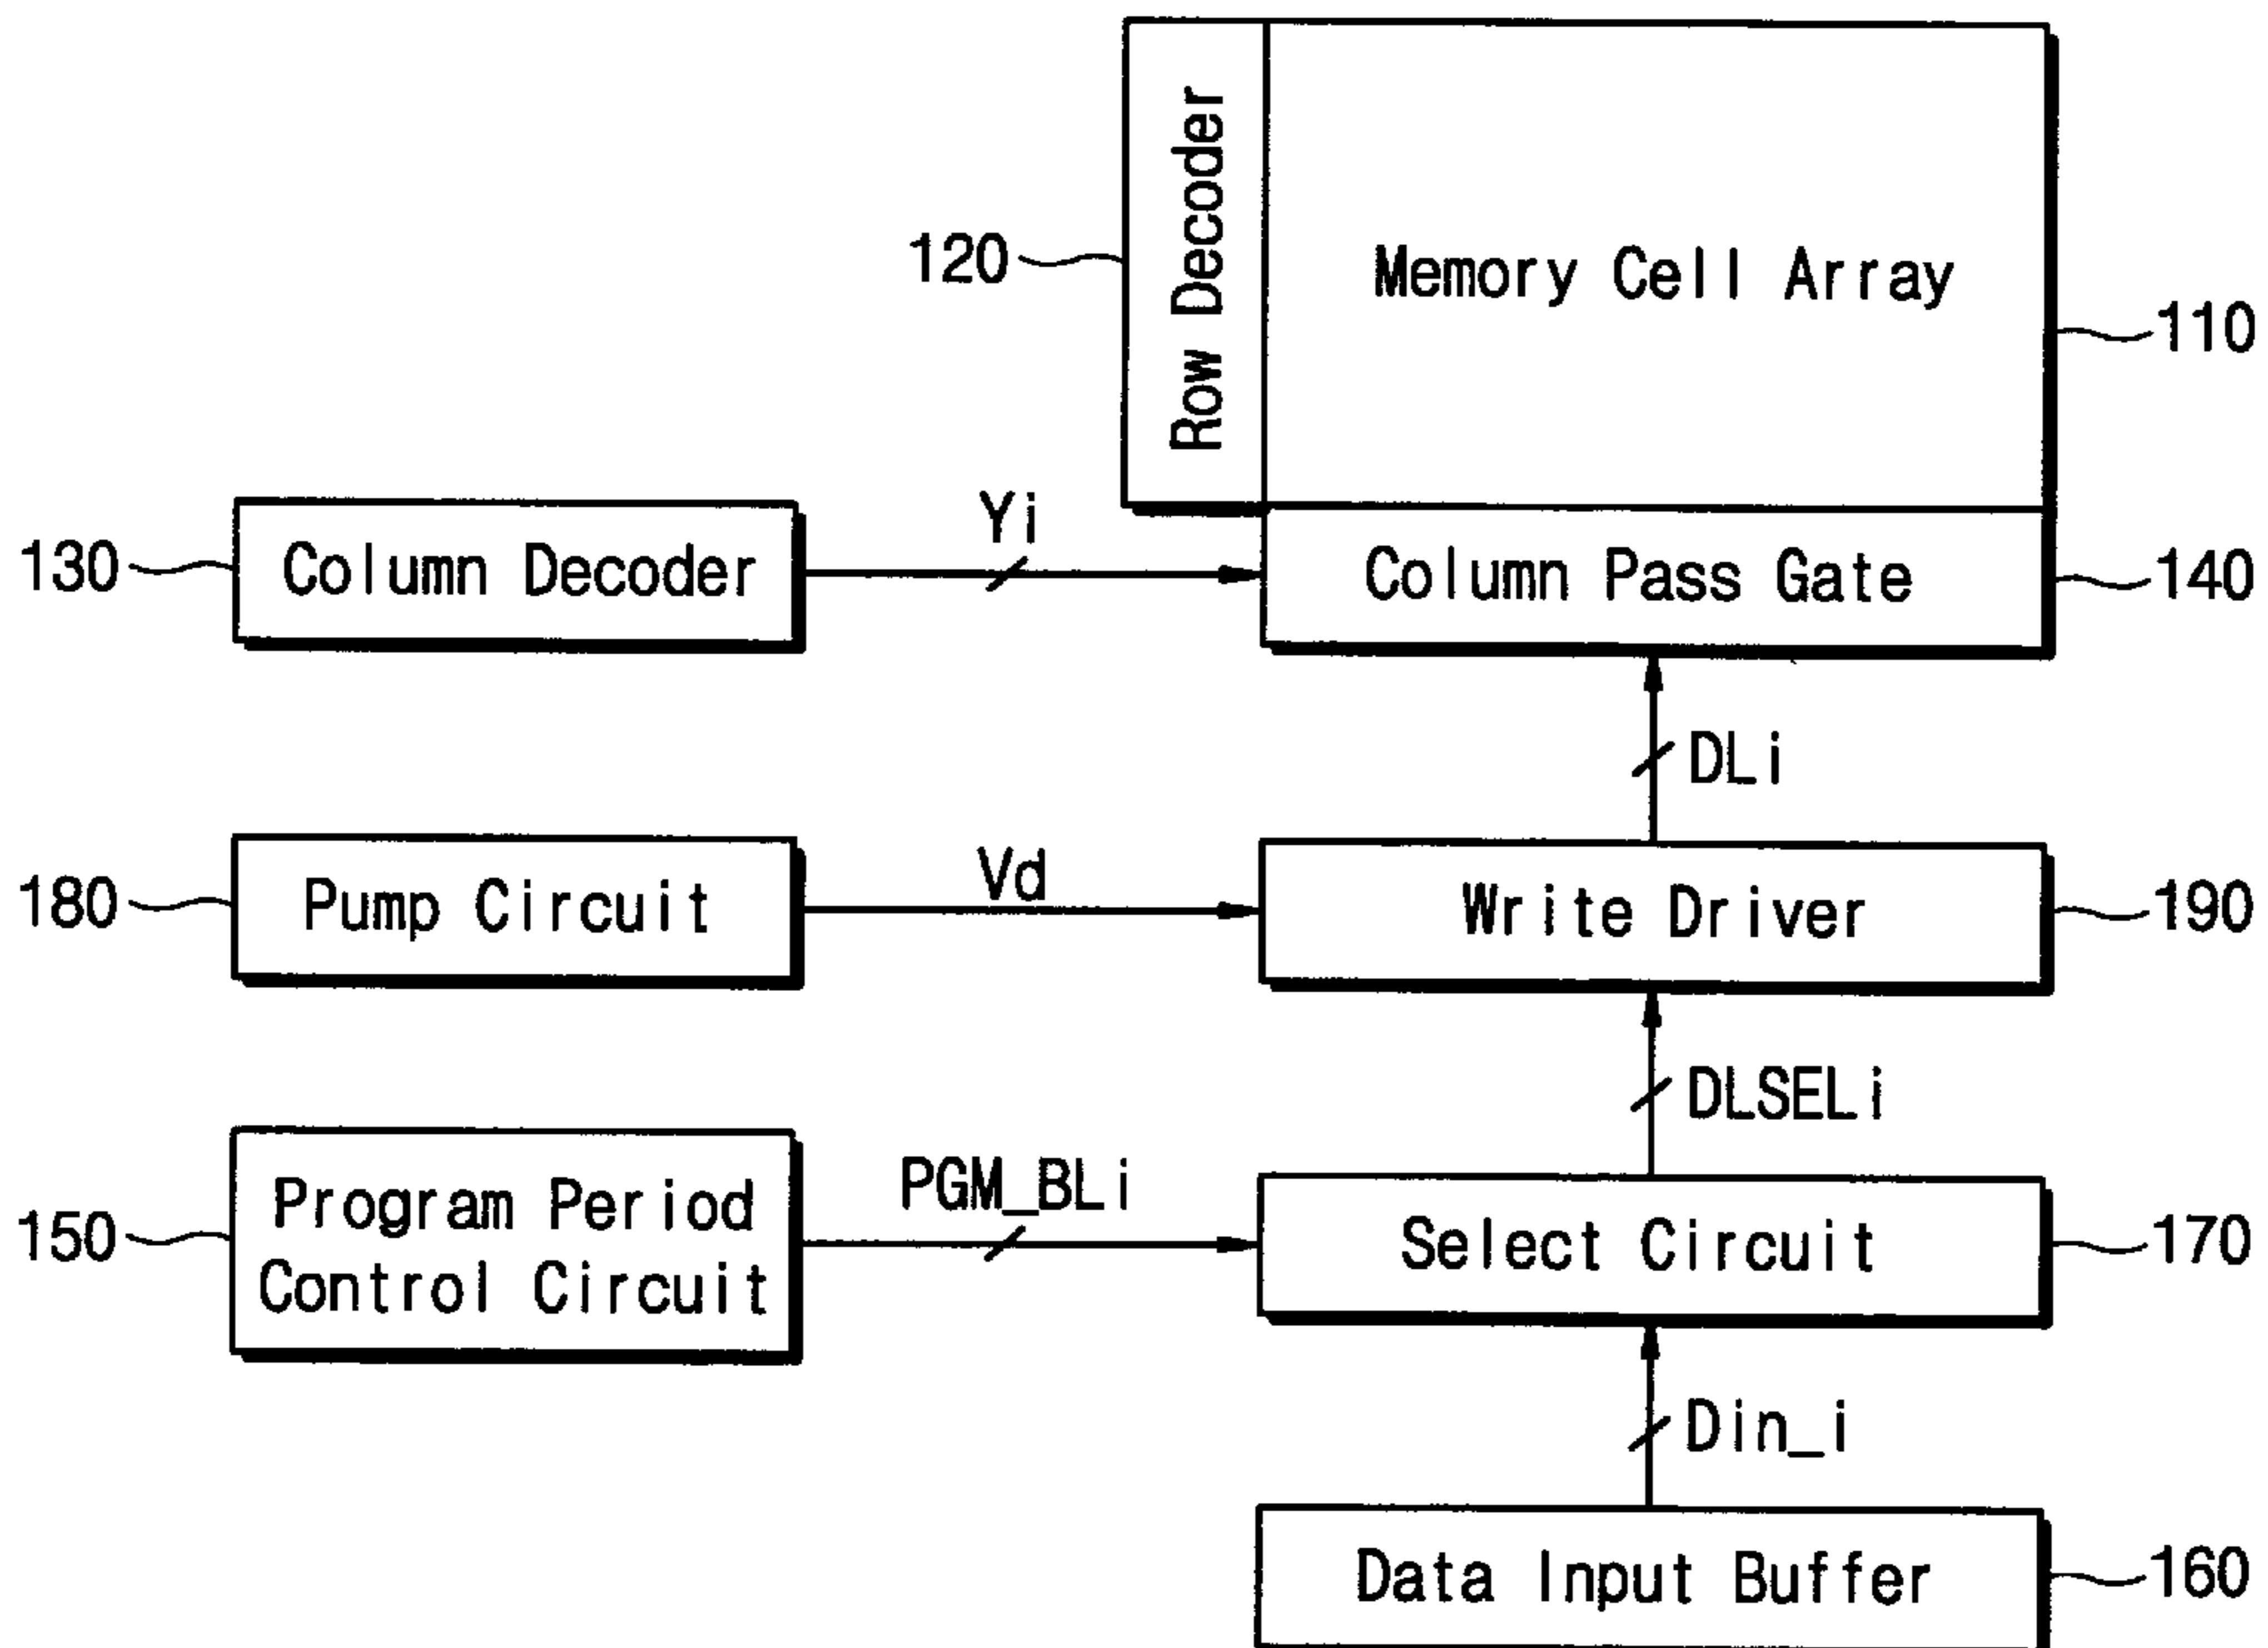 Row Decoder
Memory Cell Array
120
110
Yi
130
Column Decoder
Column Pass Gate
140
DLi
Vd
180
Pump Circuit
Write Driver
190
DLSELi
PGM_BLi
150
Program Period
Control Circuit
Select Circuit
170
Din_i
Data Input Buffer
160